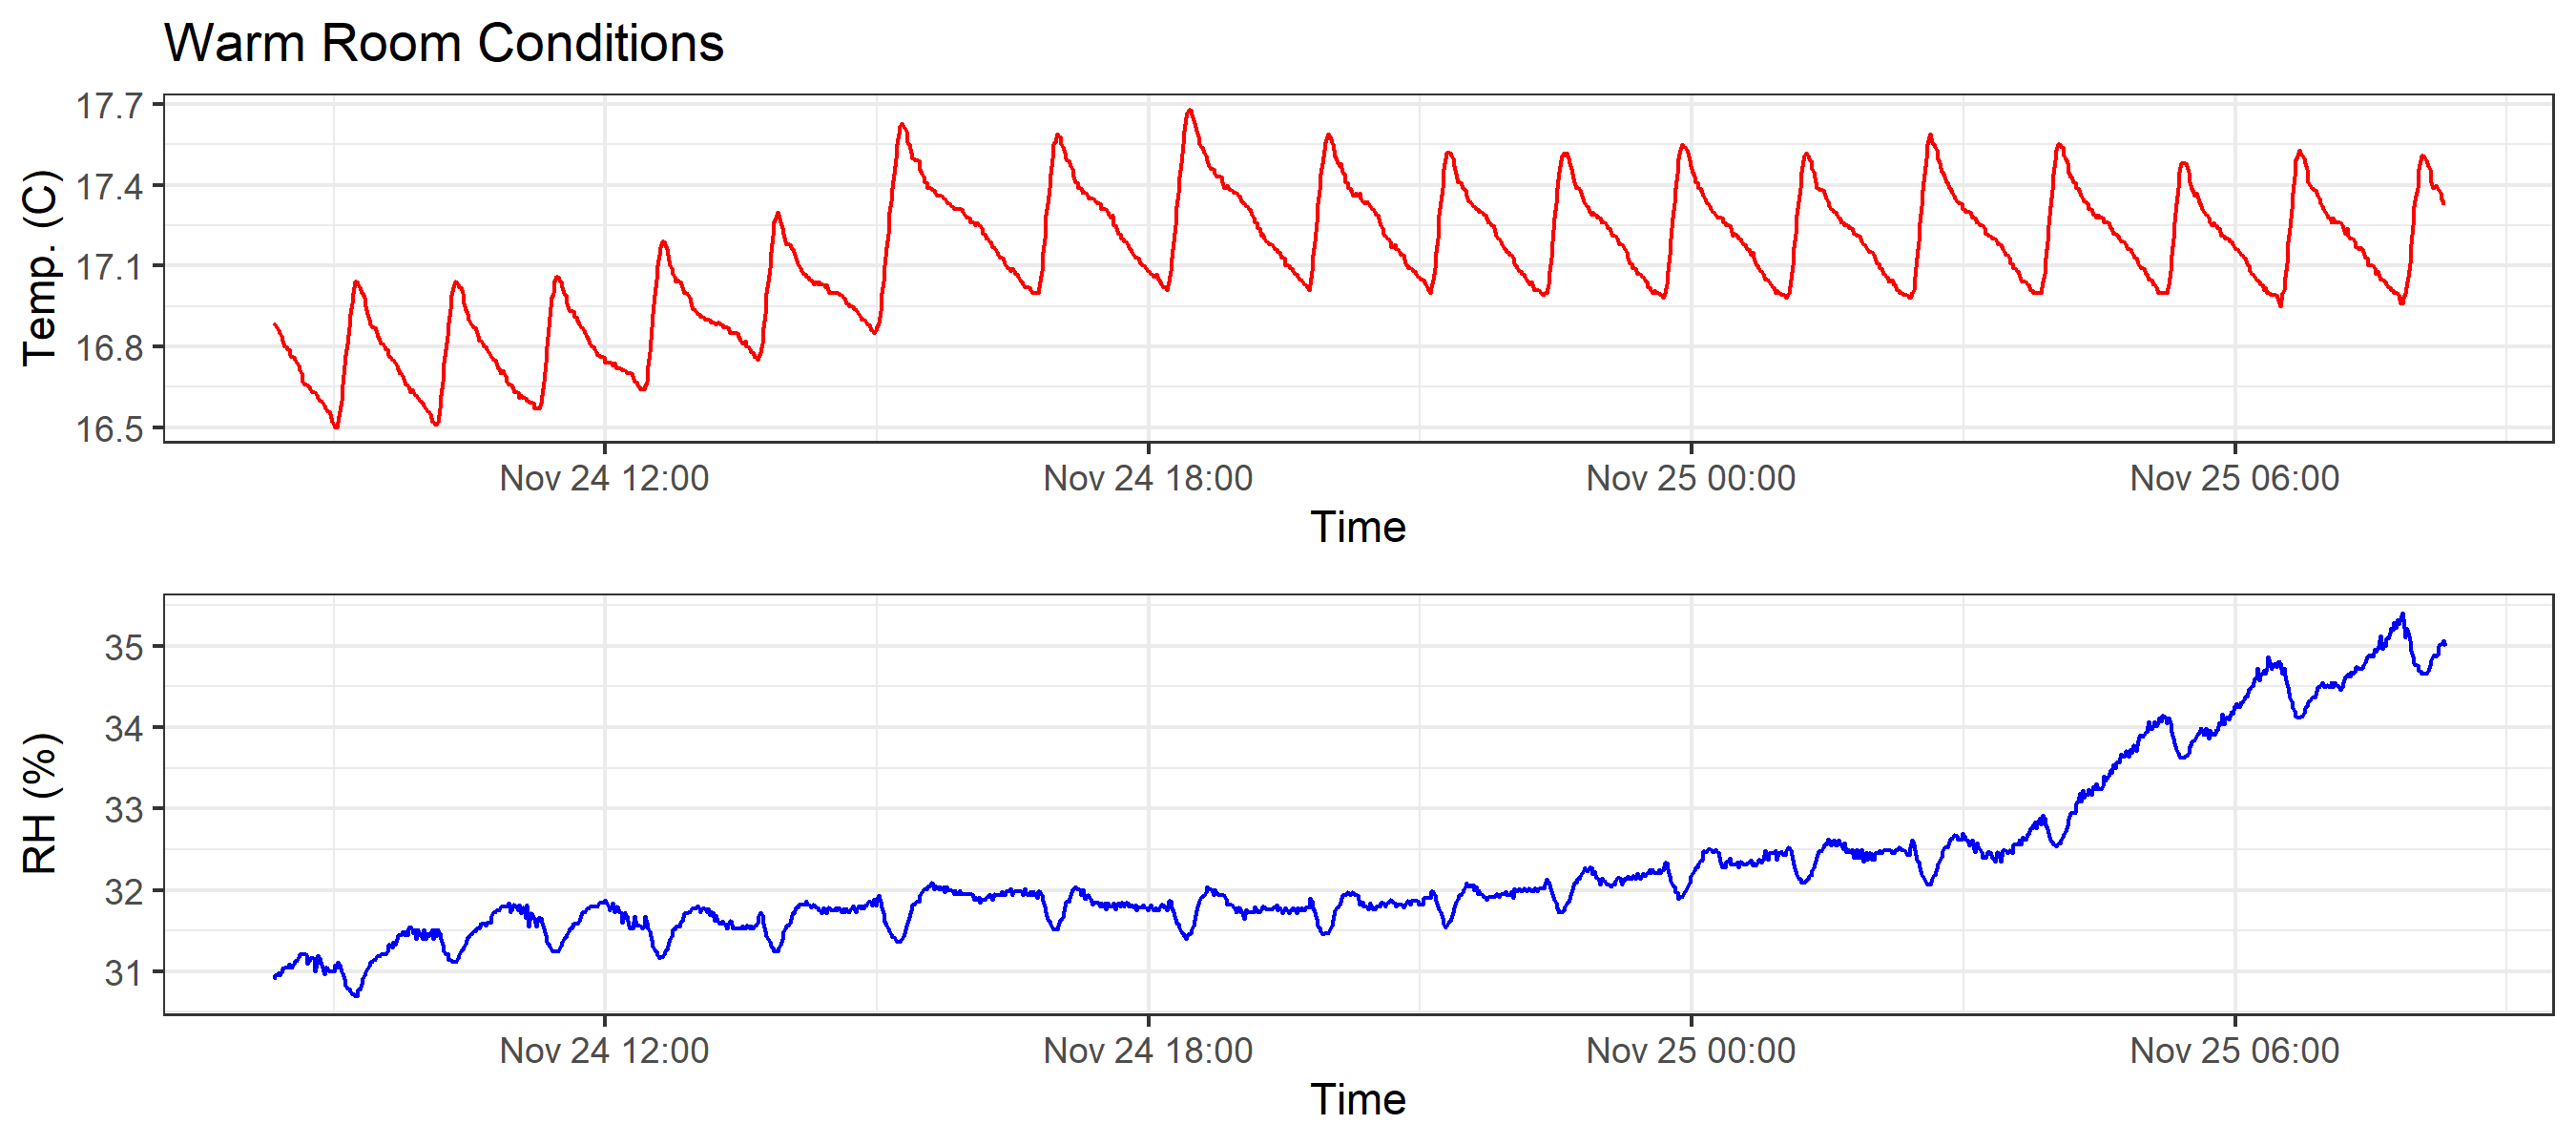 Warm Room Conditions
17.7
17.4
17.1
16.8
16.5
Temp. (C)
Nov 24 12:00 Nov 24 18:00 Nov 25 00:00 Nov 25 06:00
Time
35
34
33
32
31
RH (%)
Nov 24 12:00 Nov 24 18:00 Nov 25 00:00 Nov 25 06:00
Time